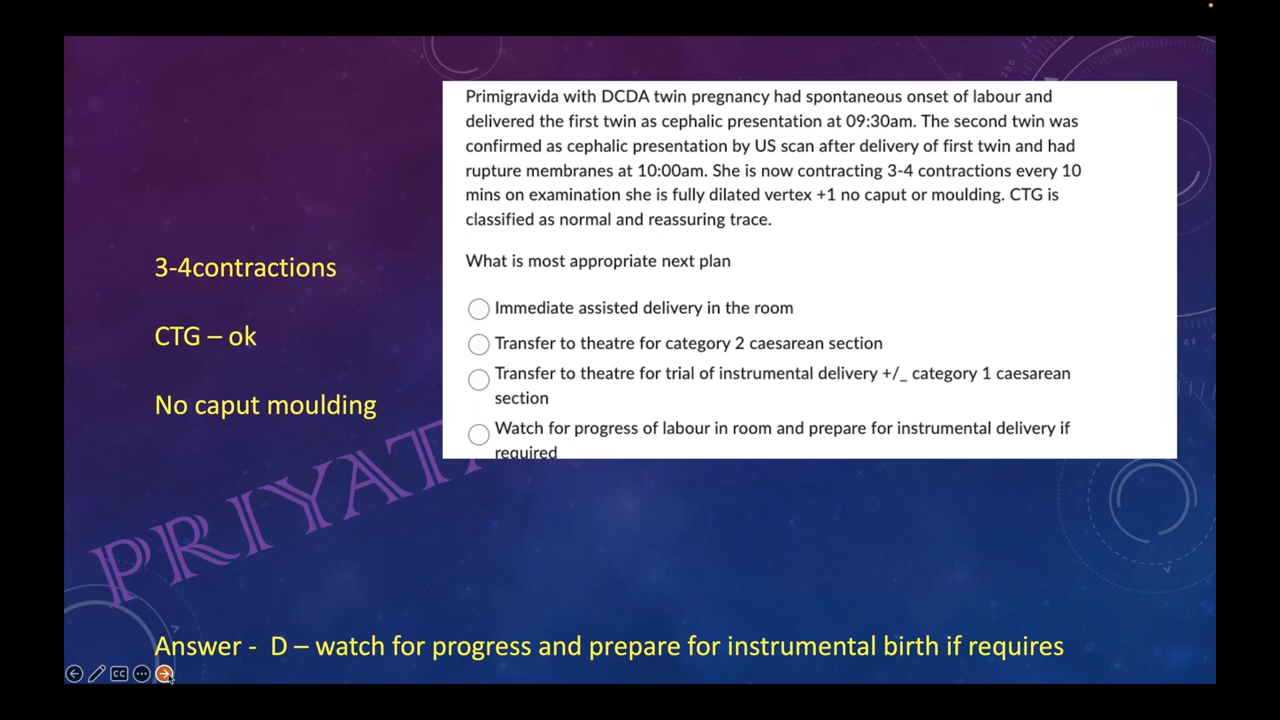 Primigravida with DCDA twin pregnancy had spontaneous onset of labour and
delivered the first twin as cephalic presentation at 09:30am. The second twin was
confirmed as cephalic presentation by US scan after delivery of first twin and had
rupture membranes at 10:00am. She is now contracting 3-4 contractions every 10
mins on examination she is fully dilated vertex +1 no caput or moulding. CTG is
classified as normal and reassuring trace.
What is most appropriate next plan
Immediate assisted delivery in the room
Transfer to theatre for category 2 caesarean section
Transfer to theatre for trial of instrumental delivery +/_ category 1 caesarean
section
Watch for progress of labour in room and prepare for instrumental delivery if
required
3-4contractions
CTG – ok
No caput moulding
Answer - D – watch for progress and prepare for instrumental birth if requires
CC